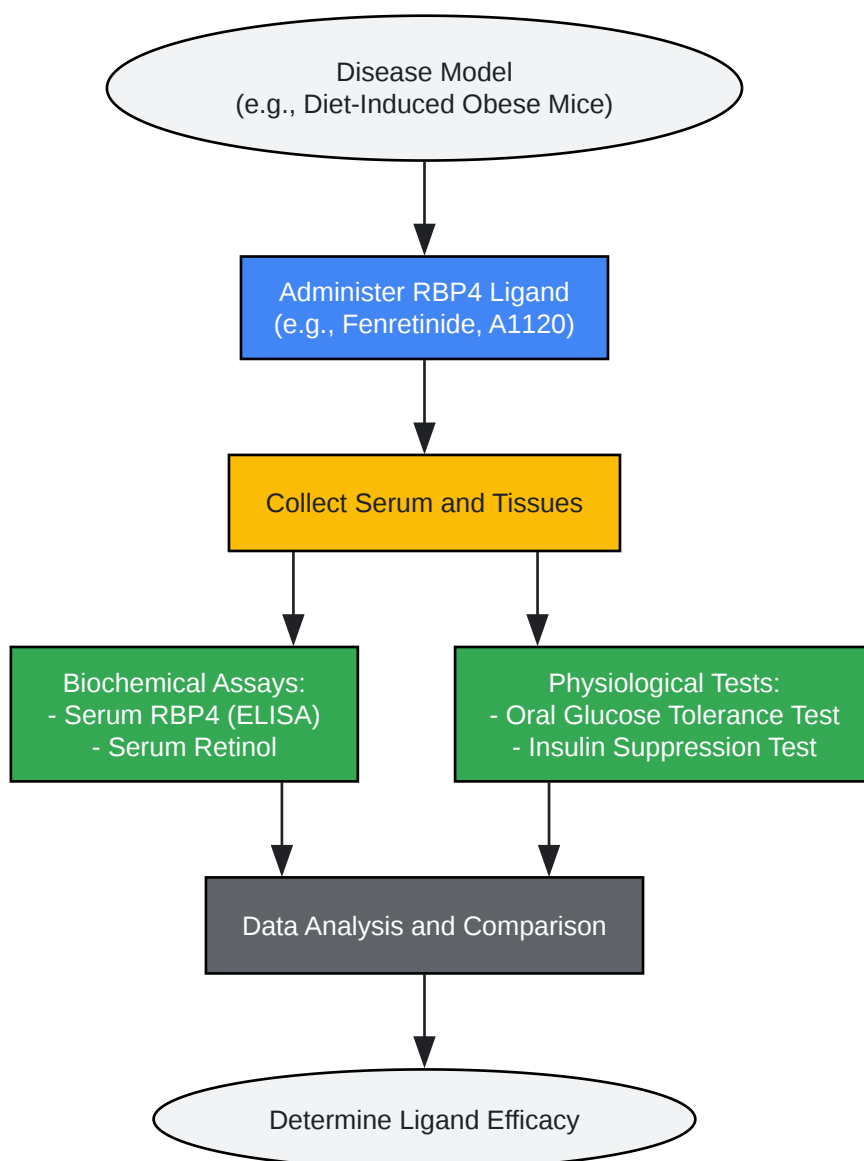 Disease Model
(e.g., Diet-Induced Obese Mice)
Administer RBP4 Ligand
(e.g., Fenretinide, A1120)
Collect Serum and Tissues
Biochemical Assays:
- Serum RBP4 (ELISA)
- Serum Retinol
Physiological Tests:
- Oral Glucose Tolerance Test
- Insulin Suppression Test
Data Analysis and Comparison
Determine Ligand Efficacy